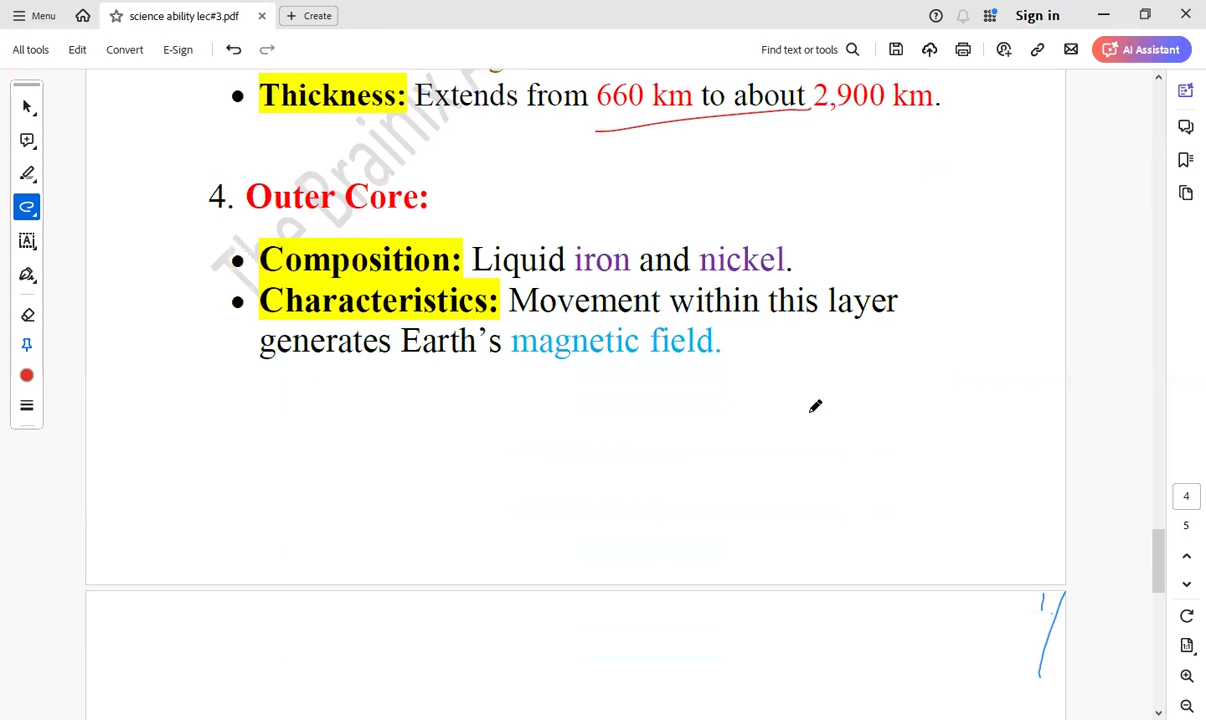 Menu
science ability lec#3.pdf
Create
Sign in
All tools
Edit
Convert
E-Sign
Find text or tools
AI Assistant
• Thickness: Extends from 660 km to about 2,900 km.
4. Outer Core:
• Composition: Liquid iron and nickel.
• Characteristics: Movement within this layer
generates Earth’s magnetic field.
The Brainix
4
5